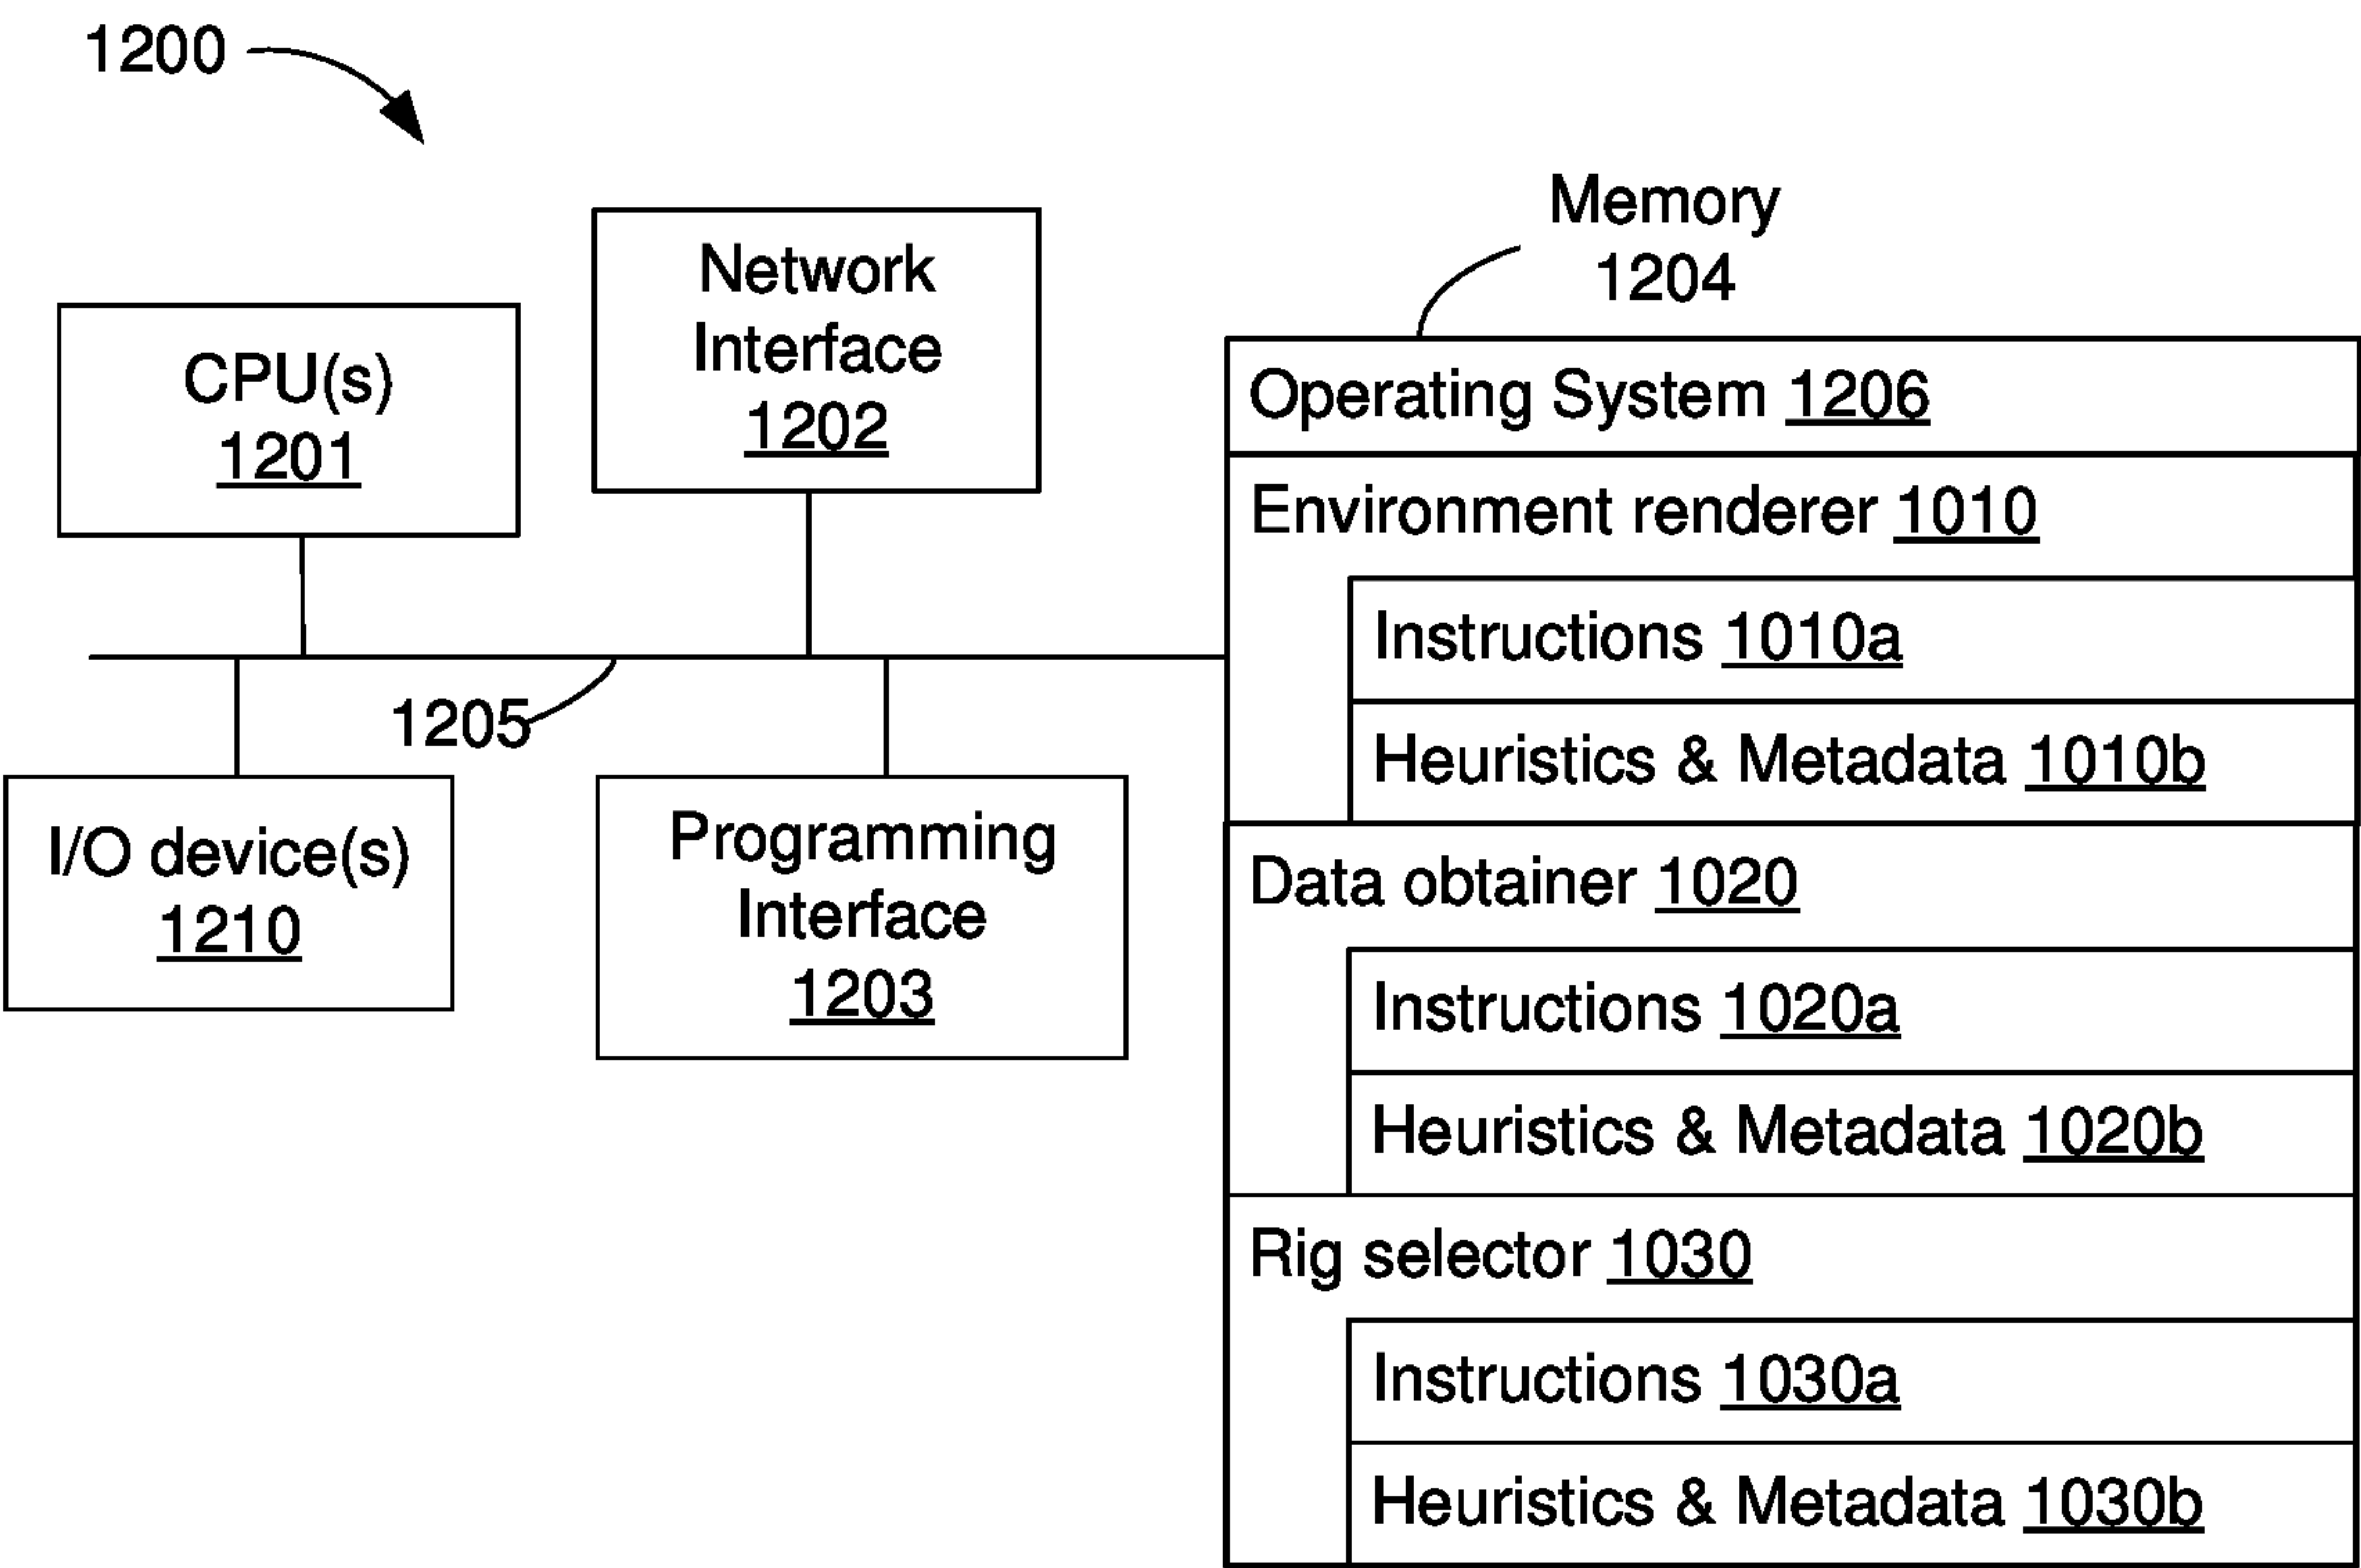 1200
Memory
1204
Network
Interface
1202
CPU(s)
1201
1205
I/O device(s)
1210
Programming
Interface
1203
Operating System 1206
Environment renderer 1010
Instructions 1010a
Heuristics & Metadata 1010b
Data obtainer 1020
Instructions 1020a
Heuristics & Metadata 1020b
Rig selector 1030
Instructions 1030a
Heuristics & Metadata 1030b